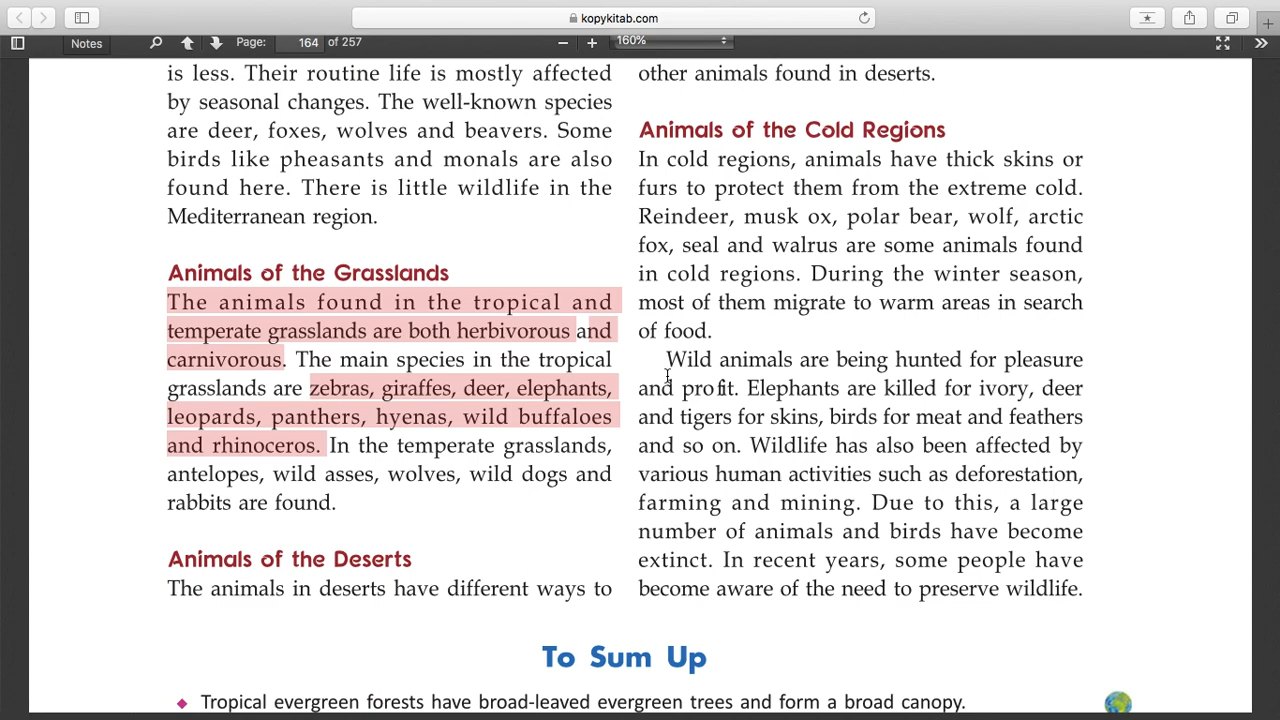 kopykitab.com
Notes
Page: 164 of 257
160%
is less. Their routine life is mostly affected
by seasonal changes. The well-known species
are deer, foxes, wolves and beavers. Some
birds like pheasants and monals are also
found here. There is little wildlife in the
Mediterranean region.
Animals of the Grasslands
The animals found in the tropical and
temperate grasslands are both herbivorous and
carnivorous. The main species in the tropical
grasslands are zebras, giraffes, deer, elephants,
leopards, panthers, hyenas, wild buffaloes
and rhinoceros. In the temperate grasslands,
antelopes, wild asses, wolves, wild dogs and
rabbits are found.
Animals of the Deserts
The animals in deserts have different ways to
other animals found in deserts.
Animals of the Cold Regions
In cold regions, animals have thick skins or
furs to protect them from the extreme cold.
Reindeer, musk ox, polar bear, wolf, arctic
fox, seal and walrus are some animals found
in cold regions. During the winter season,
most of them migrate to warm areas in search
of food.
Wild animals are being hunted for pleasure
and profit. Elephants are killed for ivory, deer
and tigers for skins, birds for meat and feathers
and so on. Wildlife has also been affected by
various human activities such as deforestation,
farming and mining. Due to this, a large
number of animals and birds have become
extinct. In recent years, some people have
become aware of the need to preserve wildlife.
To Sum Up
◆ Tropical evergreen forests have broad-leaved evergreen trees and form a broad canopy.